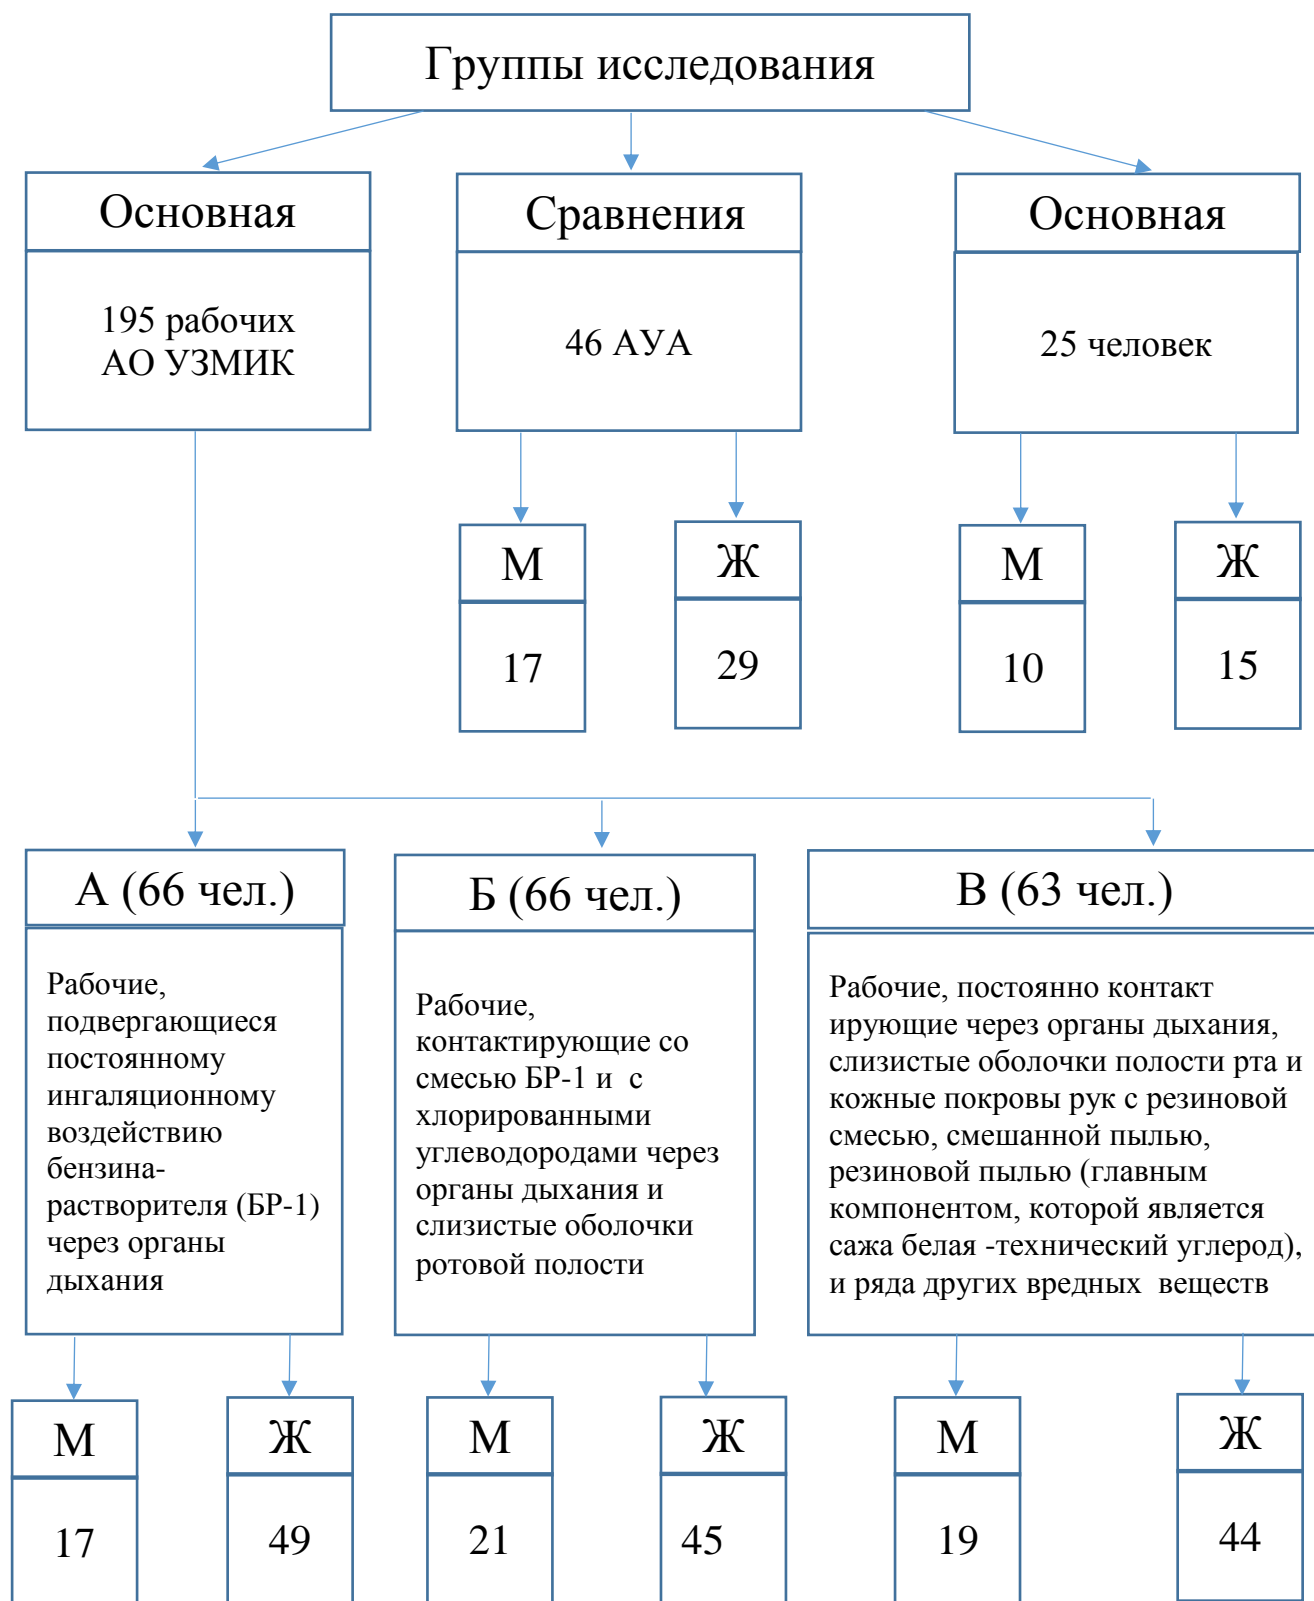 Группы исследования
Основная
195 рабочих
АО УЗМИК
Сравнения
46 АУА
Основная
25 человек
М
17
Ж
29
М
10
Ж
15
А (66 чел.)
Рабочие,
подвергающиеся
постоянному
ингаляционному
воздействию
бензина-
растворителя (БР-1)
через органы
дыхания
Б (66 чел.)
Рабочие,
контактирующие со
смесью БР-1 и с
хлорированными
углеводородами через
органы дыхания и
слизистые оболочки
ротовой полости
В (63 чел.)
Рабочие, постоянно контакт
ирующие через органы дыхания,
слизистые оболочки полости рта и
кожные покровы рук с резиновой
смесью, смешанной пылью,
резиновой пылью (главным
компонентом, которой является
сажа белая -технический углерод),
и ряда других вредных веществ
М
17
Ж
49
М
21
Ж
45
М
19
Ж
44